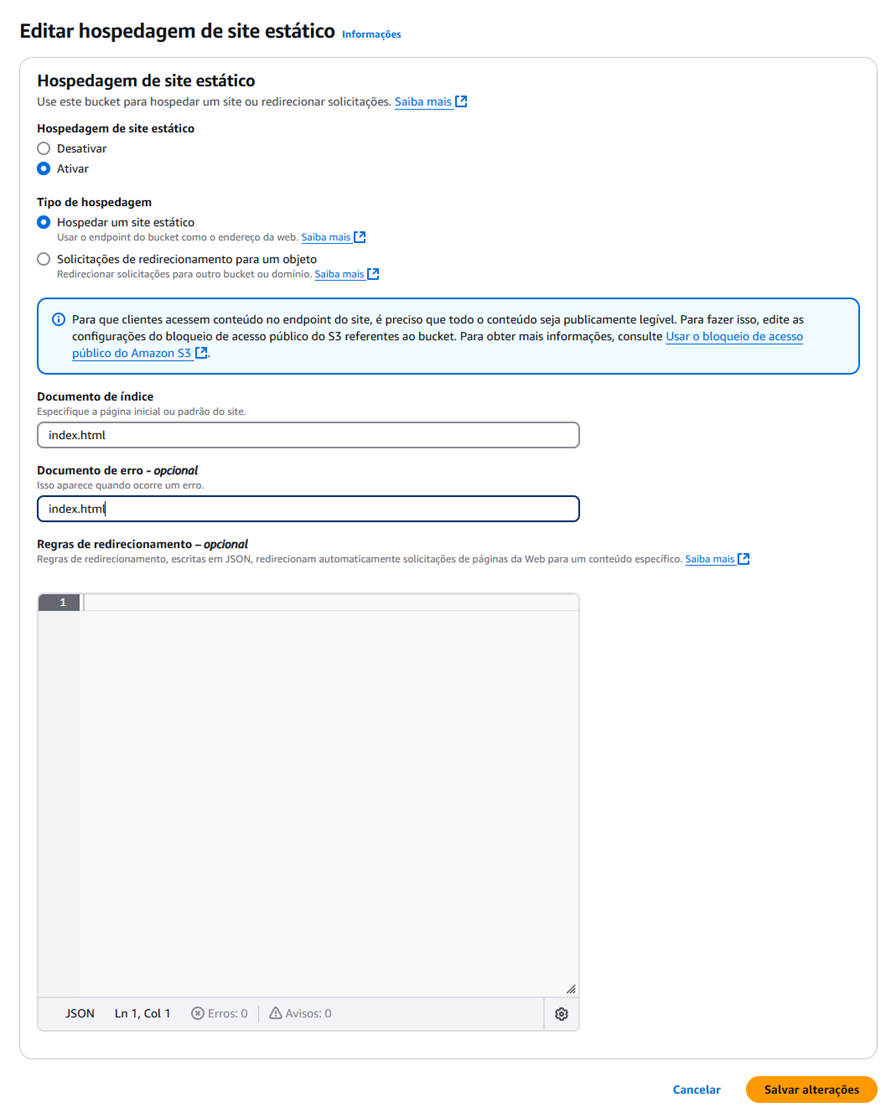 Editar hospedagem de site estático Informações
Hospedagem de site estático
Use este bucket para hospedar um site ou redirecionar solicitações. Saiba mais
Hospedagem de site estático
Desativar
Ativar
Tipo de hospedagem
Hospedar um site estático
Usar o endpoint do bucket como o endereço da web. Saiba mais
Solicitações de redirecionamento para um objeto
Redirecionar solicitações para outro bucket ou domínio. Saiba mais
Para que clientes acessem conteúdo no endpoint do site, é preciso que todo o conteúdo seja publicamente legível. Para fazer isso, edite as
configurações do bloqueio de acesso público do S3 referentes ao bucket. Para obter mais informações, consulte Usar o bloqueio de acesso
público do Amazon S3.
Documento de índice
Especifique a página inicial ou padrão do site.
index.html
Documento de erro - opcional
Isso aparece quando ocorre um erro.
index.html
Regras de redirecionamento – opcional
Regras de redirecionamento, escritas em JSON, redirecionam automaticamente solicitações de páginas da Web para um conteúdo específico. Saiba mais
1
JSON Ln 1, Col 1 Erros: 0 Avisos: 0
Cancelar Salvar alterações